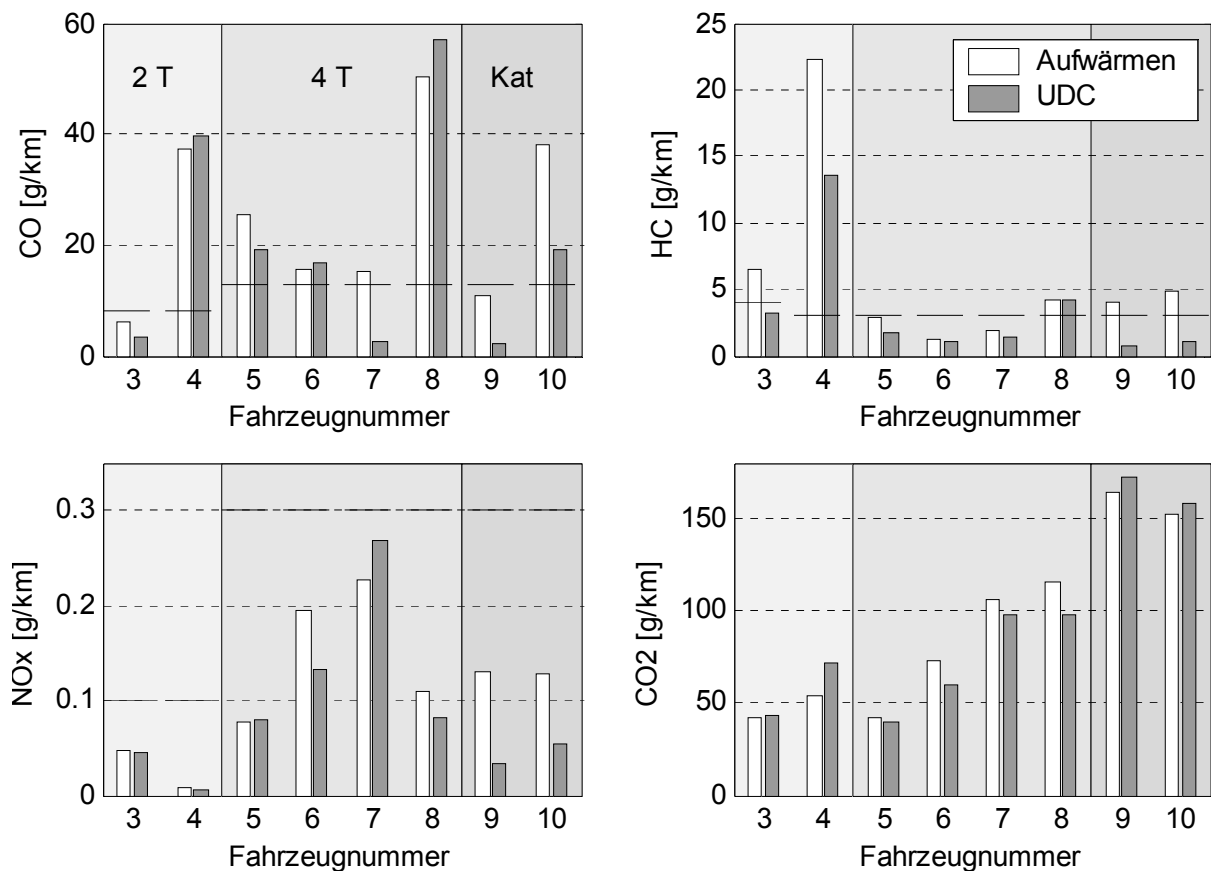 60
40
20
0
CO [g/km]
2 T
4 T
Kat
3 4 5 6 7 8 9 10
Fahrzeugnummer
25
20
15
10
5
0
HC [g/km]
Aufwärmen
UDC
3 4 5 6 7 8 9 10
Fahrzeugnummer
0.3
0.2
0.1
0
NOx [g/km]
3 4 5 6 7 8 9 10
Fahrzeugnummer
150
100
50
0
CO2 [g/km]
3 4 5 6 7 8 9 10
Fahrzeugnummer